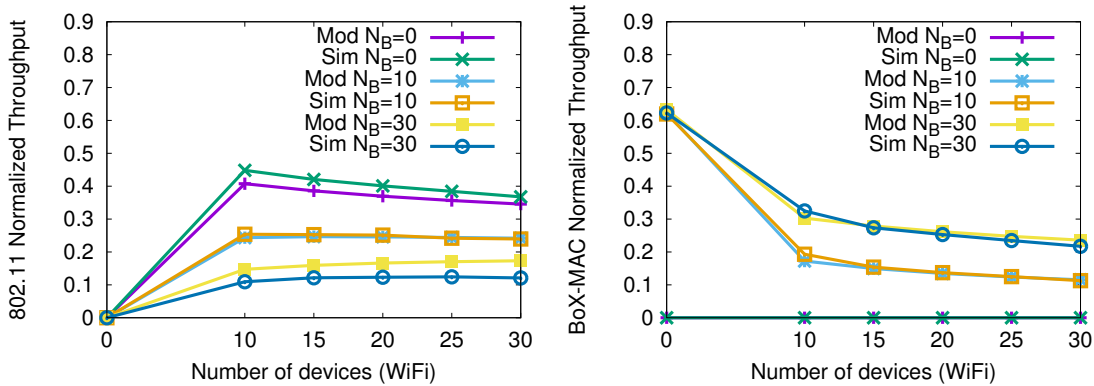 802.11 Normalized Throughput
0.9
0.8
0.7
0.6
0.5
0.4
0.3
0.2
0.1
0
Mod N_B=0
Sim N_B=0
Mod N_B=10
Sim N_B=10
Mod N_B=30
Sim N_B=30
0 10 15 20 25 30
Number of devices (WiFi)
BoX-MAC Normalized Throughput
0.9
0.8
0.7
0.6
0.5
0.4
0.3
0.2
0.1
0
Mod N_B=0
Sim N_B=0
Mod N_B=10
Sim N_B=10
Mod N_B=30
Sim N_B=30
0 10 15 20 25 30
Number of devices (WiFi)